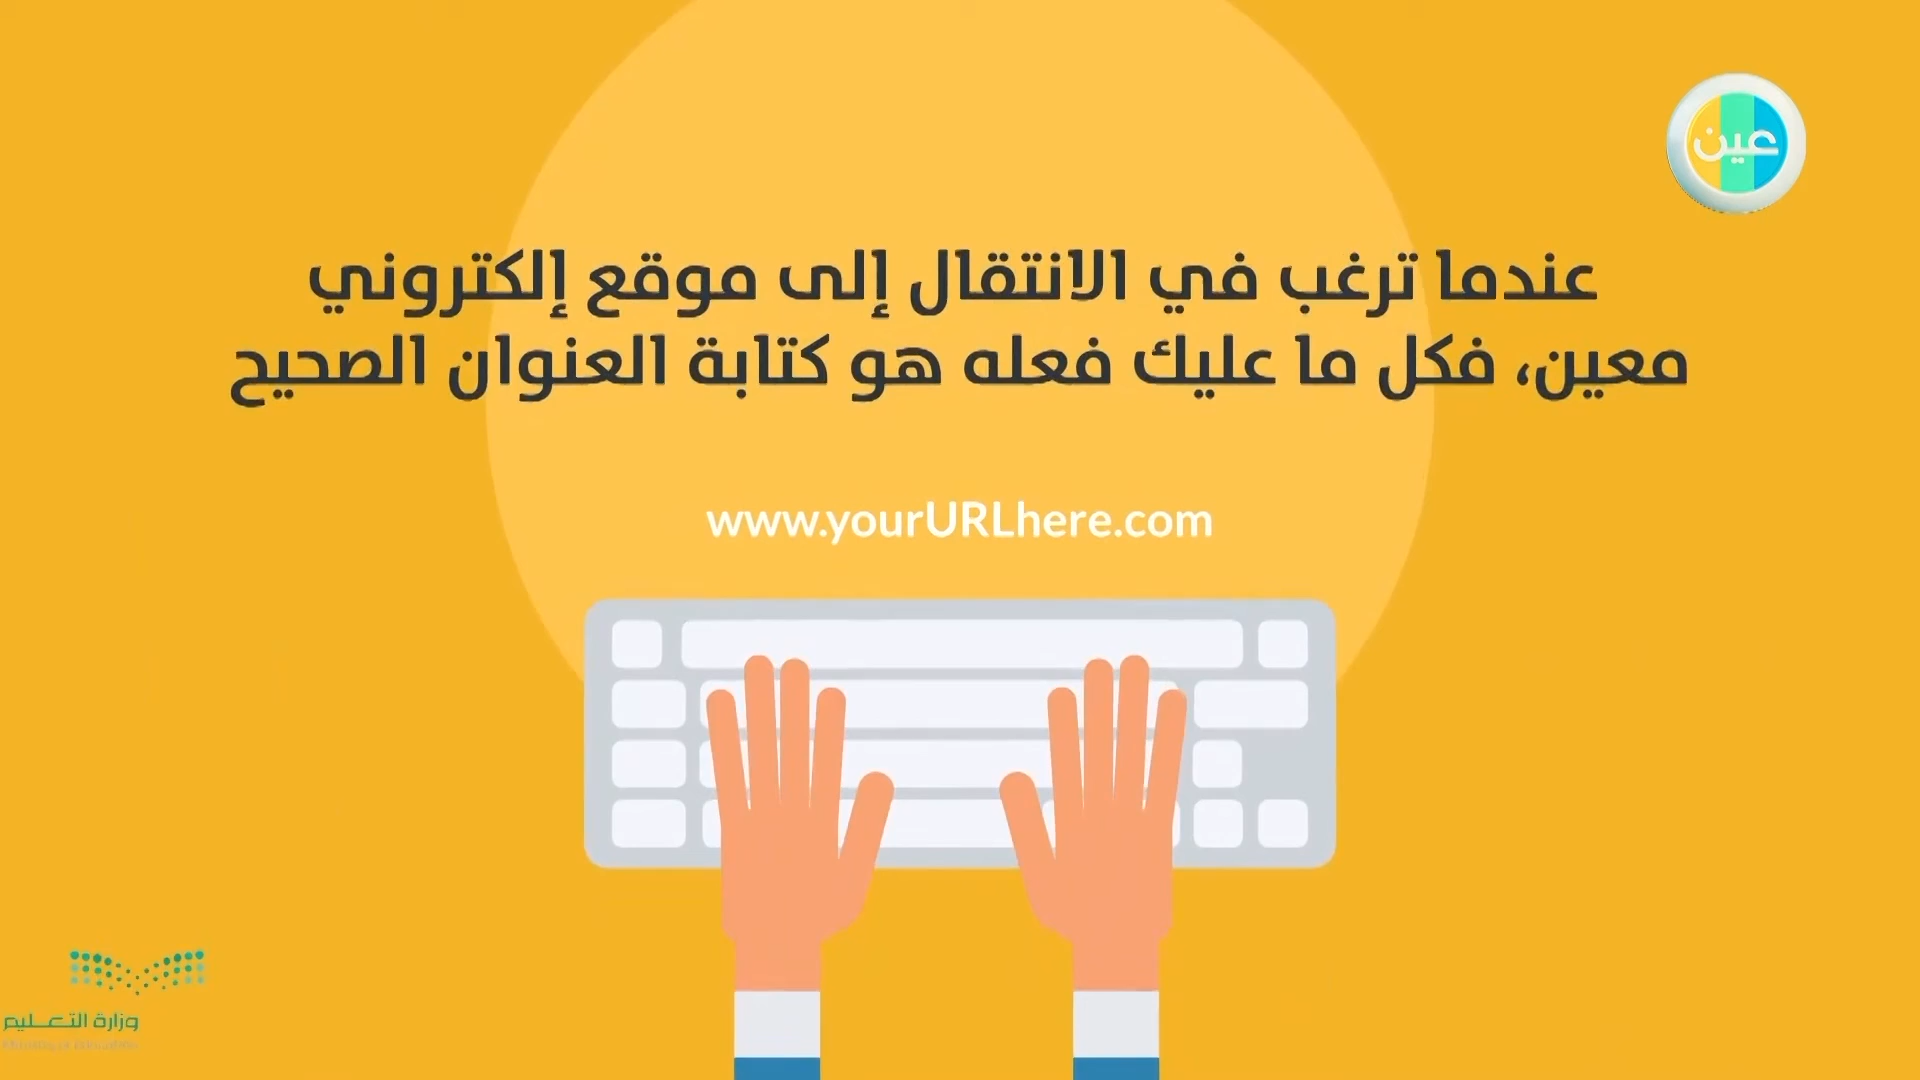 عين
عندما ترغب في الانتقال إلى موقع إلكتروني
معين، فكل ما عليك فعله هو كتابة العنوان الصحيح
www.yourURLhere.com
وزارة التعليم